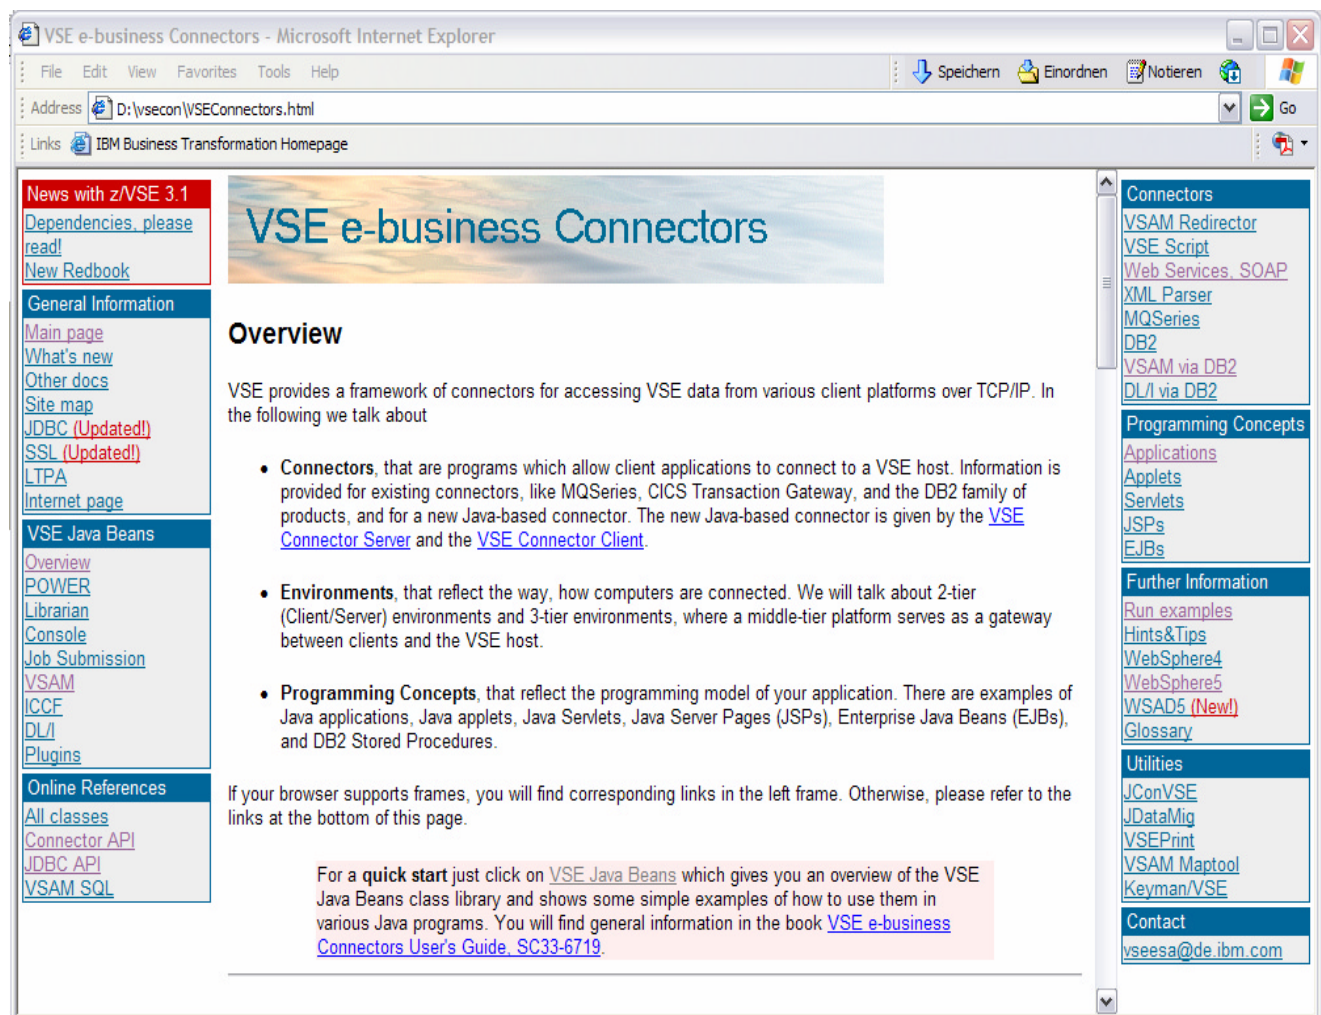 VSE e-business Connectors - Microsoft Internet Explorer
File Edit View Favorites Tools Help
Speichern Einordnen Notieren
Address D:\vsecon\VSEConnectors.html Go
Links IBM Business Transformation Homepage
News with z/VSE 3.1
Dependencies, please
read!
New Redbook
General Information
Main page
What's new
Other docs
Site map
JDBC (Updated!)
SSL (Updated!)
LTPA
Internet page
VSE Java Beans
Overview
POWER
Librarian
Console
Job Submission
VSAM
ICCF
DL/I
Plugins
Online References
All classes
Connector API
JDBC API
VSAM SQL
VSE e-business Connectors
Overview
VSE provides a framework of connectors for accessing VSE data from various client platforms over TCP/IP. In
the following we talk about
• Connectors, that are programs which allow client applications to connect to a VSE host. Information is
provided for existing connectors, like MQSeries, CICS Transaction Gateway, and the DB2 family of
products, and for a new Java-based connector. The new Java-based connector is given by the VSE
Connector Server and the VSE Connector Client.
• Environments, that reflect the way, how computers are connected. We will talk about 2-tier
(Client/Server) environments and 3-tier environments, where a middle-tier platform serves as a gateway
between clients and the VSE host.
• Programming Concepts, that reflect the programming model of your application. There are examples of
Java applications, Java applets, Java Servlets, Java Server Pages (JSPs), Enterprise Java Beans (EJBs),
and DB2 Stored Procedures.
If your browser supports frames, you will find corresponding links in the left frame. Otherwise, please refer to the
links at the bottom of this page.
For a quick start just click on VSE Java Beans which gives you an overview of the VSE
Java Beans class library and shows some simple examples of how to use them in
various Java programs. You will find general information in the book VSE e-business
Connectors User's Guide, SC33-6719.
Connectors
VSAM Redirector
VSE Script
Web Services, SOAP
XML Parser
MQSeries
DB2
VSAM via DB2
DL/I via DB2
Programming Concepts
Applications
Applets
Servlets
JSPs
EJBs
Further Information
Run examples
Hints&Tips
WebSphere4
WebSphere5
WSAD5 (New!)
Glossary
Utilities
JConVSE
JDataMig
VSEPrint
VSAM Maptool
Keyman/VSE
Contact
vseesa@de.ibm.com